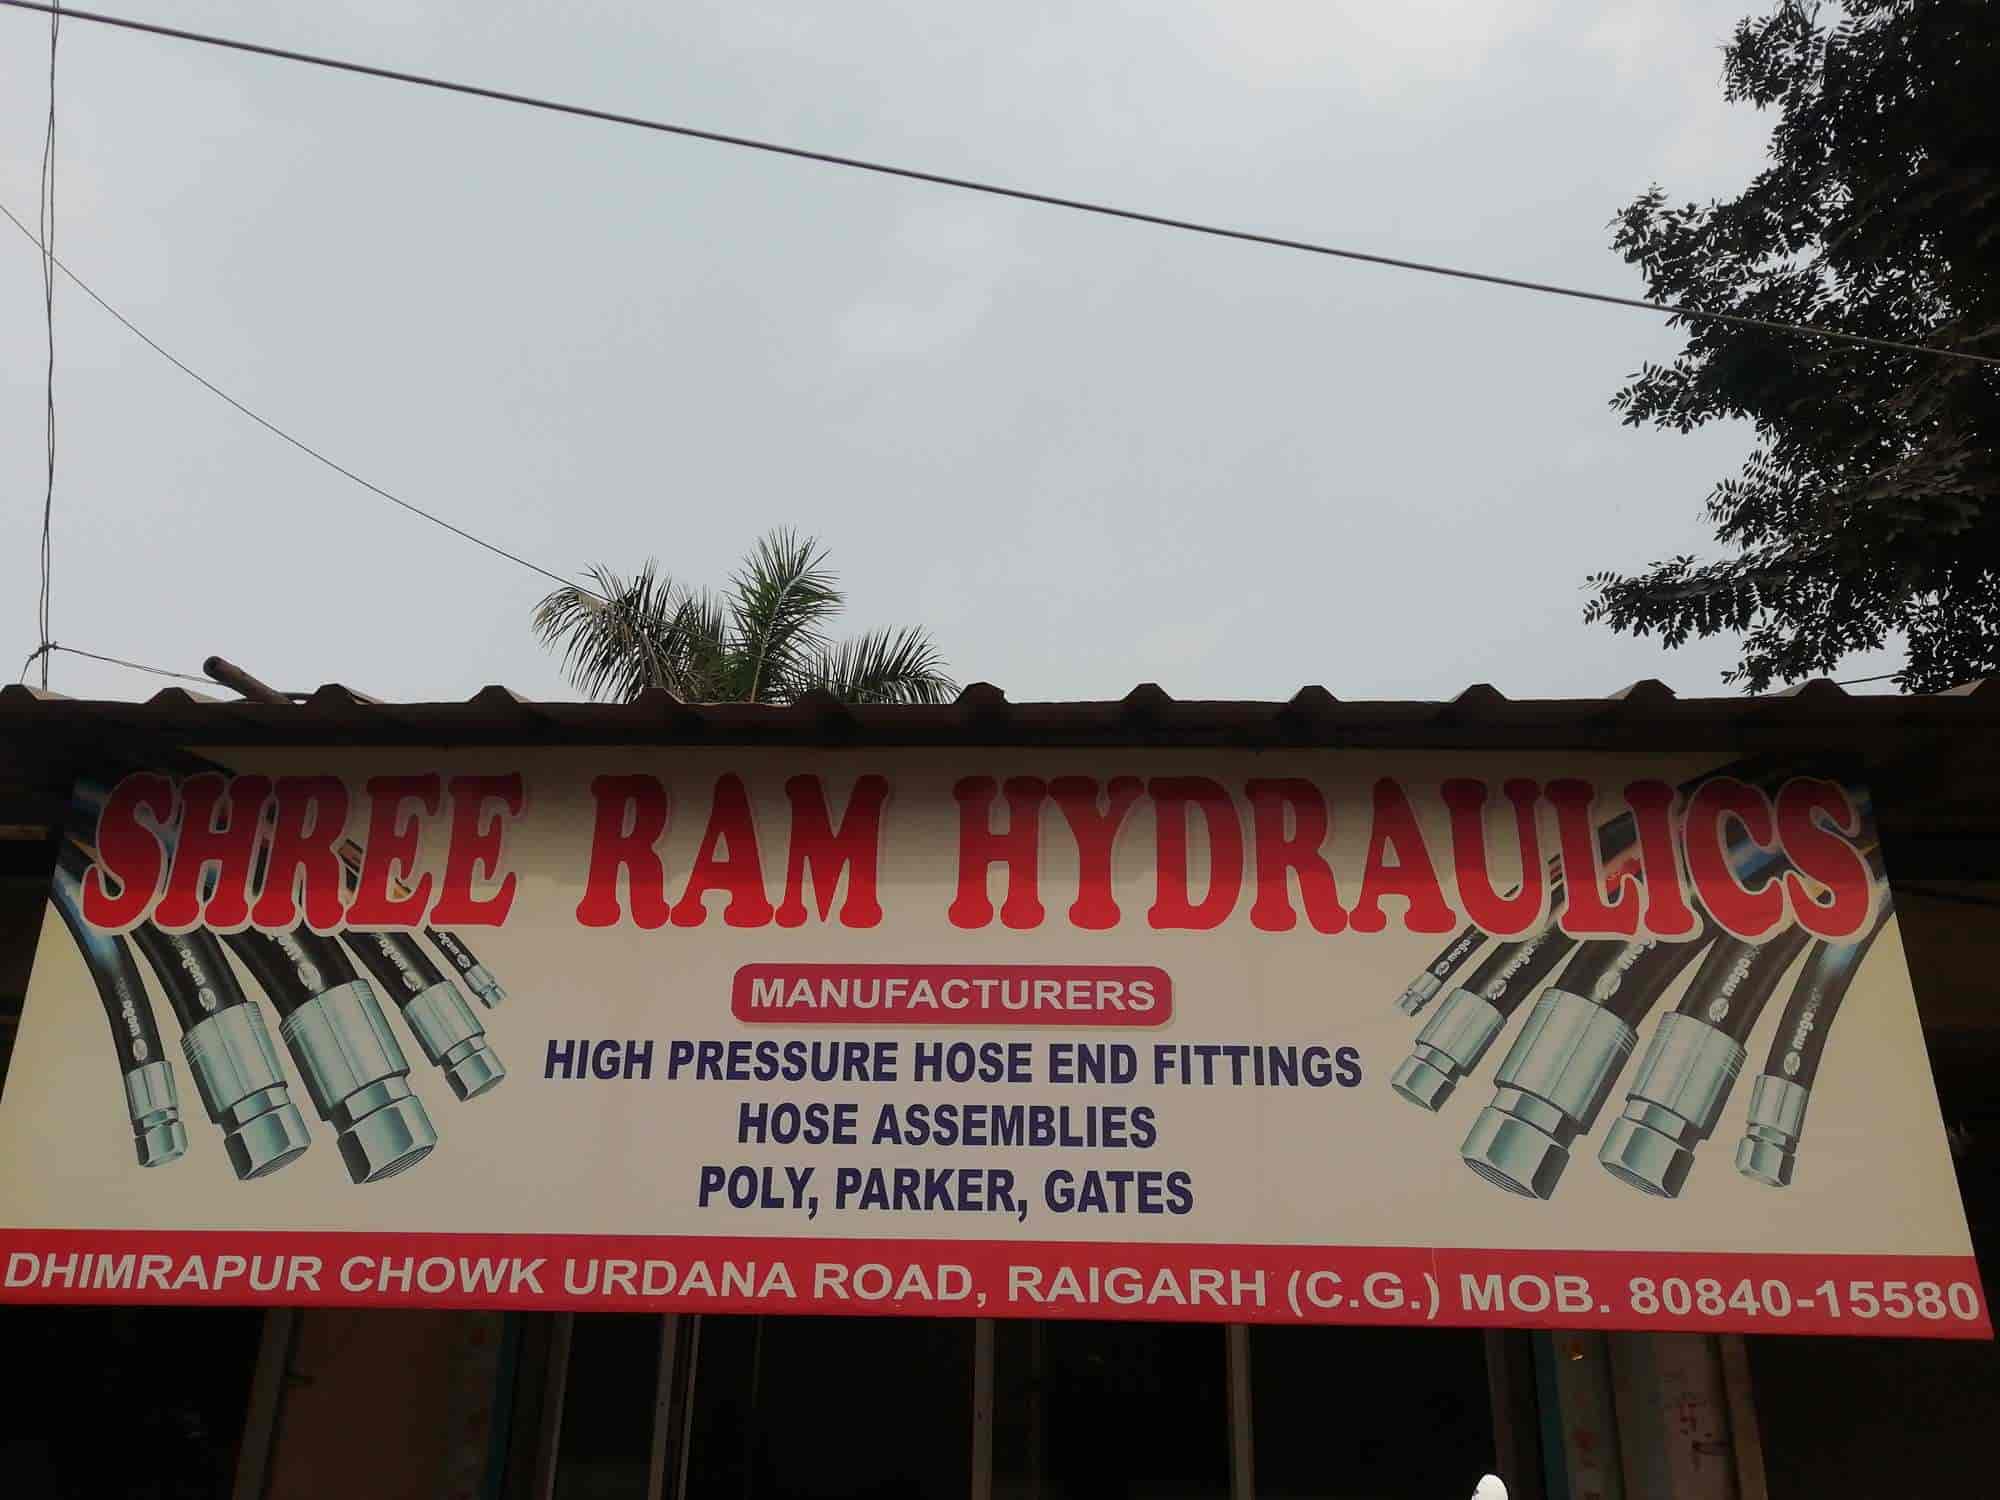 SHREE RAM HYDRAULICS
MANUFACTURERS
HIGH PRESSURE HOSE END FITTINGS
HOSE ASSEMBLIES
POLY, PARKER, GATES
DHIMRAPUR CHOWK URDANA ROAD, RAIGARH (C.G.) MOB. 80840-15580